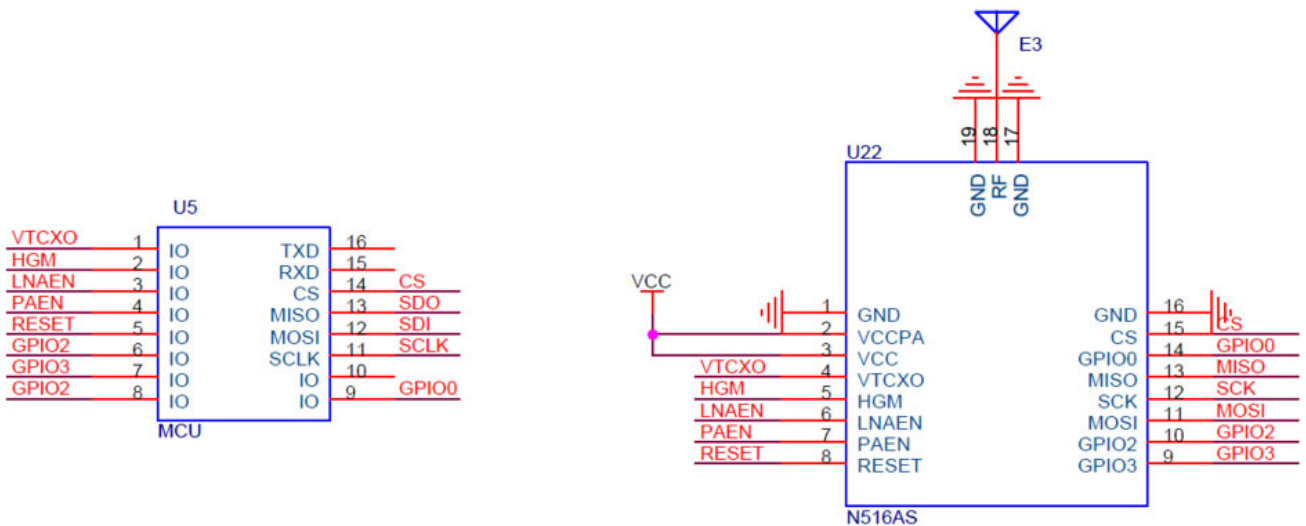 U5
VTCXO 1 IO TXD 16
HGM 2 IO RXD 15
LNAEN 3 IO CS 14 CS
PAEN 4 IO MISO 13 SDO
RESET 5 IO MOSI 12 SDI
GPIO2 6 IO SCLK 11 SCLK
GPIO3 7 IO IO 10
GPIO2 8 IO IO 9 GPIO0
MCU
E3
19 18 17
U22
GND RF GND
VCC
1 GND GND 16
2 VCCPA CS 15 CS
3 VCC GPIO0 14 GPIO0
VTCXO 4 VTCXO MISO 13 MISO
HGM 5 HGM SCK 12 SCK
LNAEN 6 LNAEN MOSI 11 MOSI
PAEN 7 PAEN GPIO2 10 GPIO2
RESET 8 RESET GPIO3 9 GPIO3
N516AS